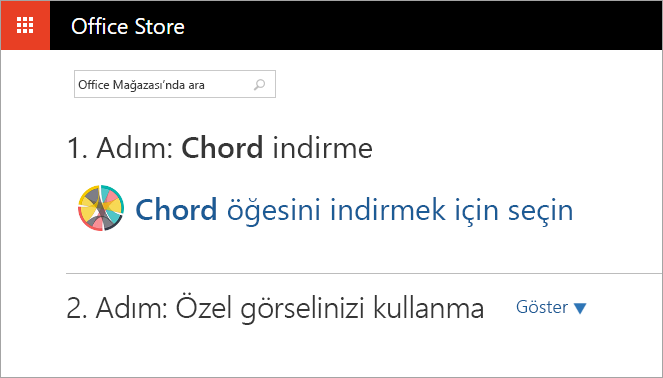 Office Store
Office Mağazası'nda ara
1. Adım: Chord indirme
Chord öğesini indirmek için seçin
2. Adım: Özel görselinizi kullanma
Göster